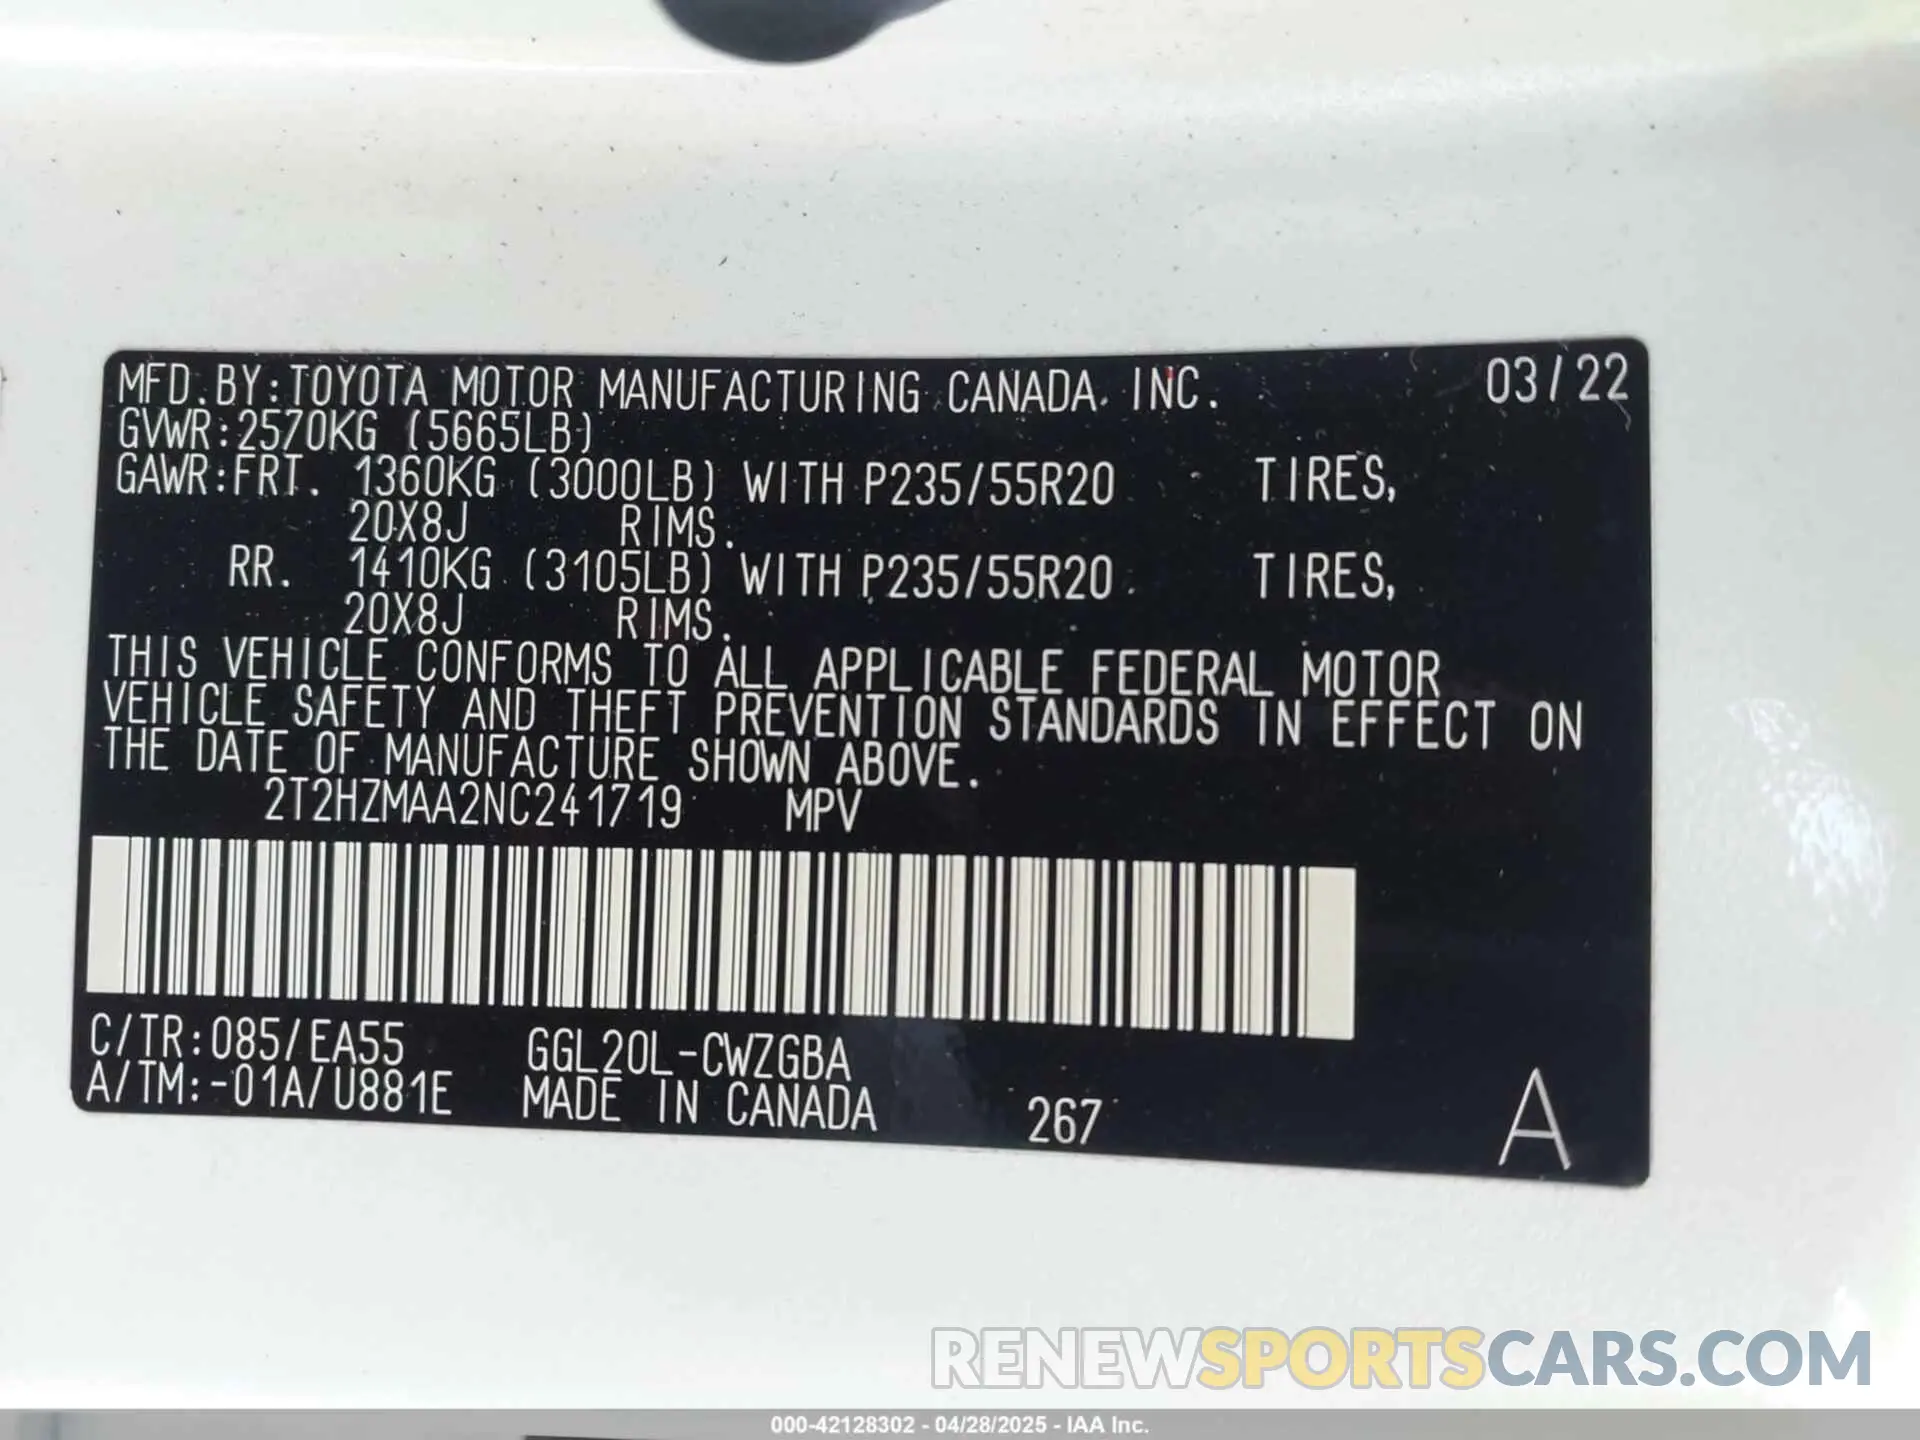 MFD.BY:TOYOTA MOTOR MANUFACTURING CANADA. INC. 03/22
GVWR:2570KG (5665LB)
GAWR:FRT. 1360KG (3000LB) WITH P235/55R20 TIRES,
20X8J RIMS.
RR. 1410KG (3105LB) WITH P235/55R20 TIRES,
20X8J RIMS.
THIS VEHICLE CONFORMS TO ALL APPLICABLE FEDERAL MOTOR
VEHICLE SAFETY AND THEFT PREVENTION STANDARDS IN EFFECT ON
THE DATE OF MANUFACTURE SHOWN ABOVE.
2T2HZMAA2NC241719 MPV
C/TR:085/EA55 GGL20L-CWZGBA
A/TM:-01A/U881E MADE IN CANADA 267 A
RENEWSPORTSCARS.COM
000-42128302 - 04/28/2025 - IAA Inc.